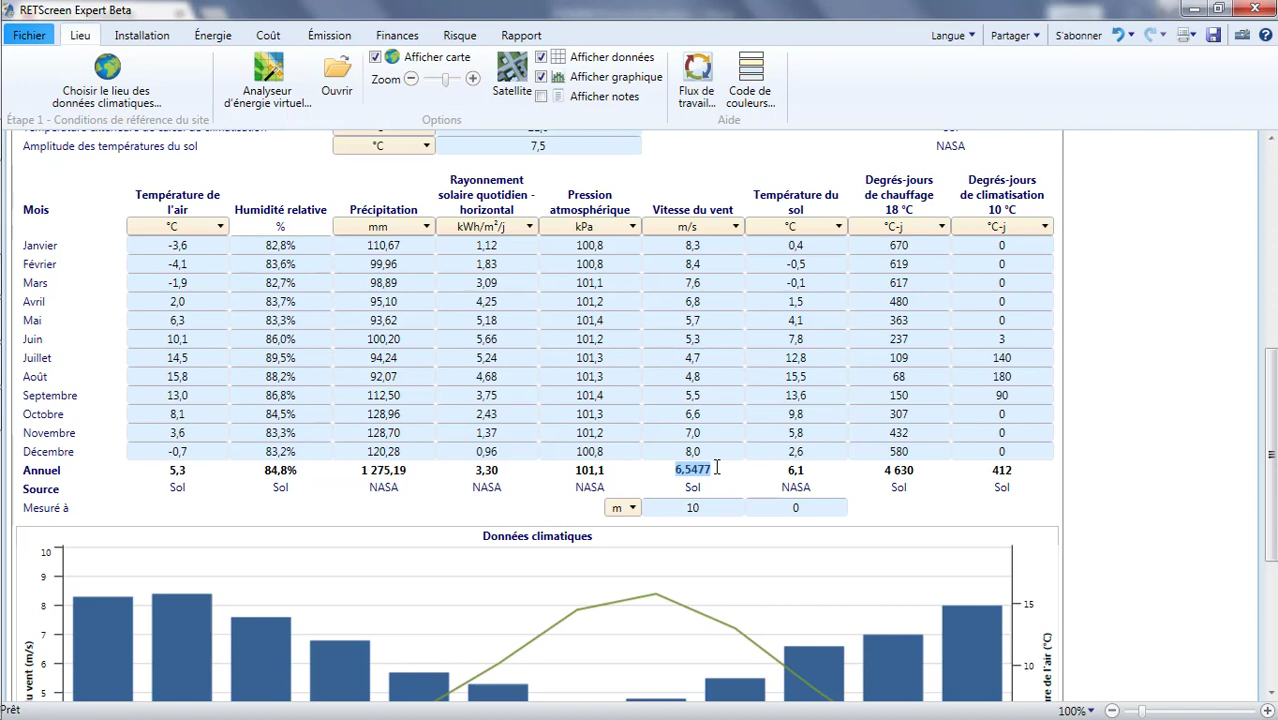 RETScreen Expert Beta
Fichier Lieu Installation Énergie Coût Émission Finances Risque Rapport Langue Partager S'abonner
Choisir le lieu des données climatiques...
Analyseur d'énergie virtuel...
Ouvrir
Afficher carte
Zoom
Satellite
Afficher données
Afficher graphique
Afficher notes
Flux de travail...
Code de couleurs...
Étape 1 - Conditions de référence du site
Options
Aide
Température extérieure de calcul de climatisation
Amplitude des températures du sol °C 7,5 NASA
Mois Température de l'air Humidité relative Précipitation Rayonnement solaire quotidien - horizontal Pression atmosphérique Vitesse du vent Température du sol Degrés-jours de chauffage 18 °C Degrés-jours de climatisation 10 °C
°C % mm kWh/m²/j kPa m/s °C °C-j °C-j
Janvier -3,6 82,8% 110,67 1,12 100,8 8,3 0,4 670 0
Février -4,1 83,6% 99,96 1,83 100,8 8,4 -0,5 619 0
Mars -1,9 82,7% 98,89 3,09 101,1 7,6 -0,1 617 0
Avril 2,0 83,7% 95,10 4,25 101,2 6,8 1,5 480 0
Mai 6,3 83,3% 93,62 5,18 101,4 5,7 4,1 363 0
Juin 10,1 86,0% 100,20 5,66 101,2 5,3 7,8 237 3
Juillet 14,5 89,5% 94,24 5,24 101,3 4,7 12,8 109 140
Août 15,8 88,2% 92,07 4,68 101,3 4,8 15,5 68 180
Septembre 13,0 86,8% 112,50 3,75 101,4 5,5 13,6 150 90
Octobre 8,1 84,5% 128,96 2,43 101,3 6,6 9,8 307 0
Novembre 3,6 83,3% 128,70 1,37 101,2 7,0 5,8 432 0
Décembre -0,7 83,2% 120,28 0,96 100,8 8,0 2,6 580 0
Annuel 5,3 84,8% 1 275,19 3,30 101,1 6,5477 6,1 4 630 412
Source Sol Sol NASA NASA NASA Sol NASA Sol Sol
Mesuré à m 10 0
Données climatiques
10
9
8
7
6
5
15
10
Prêt 100%